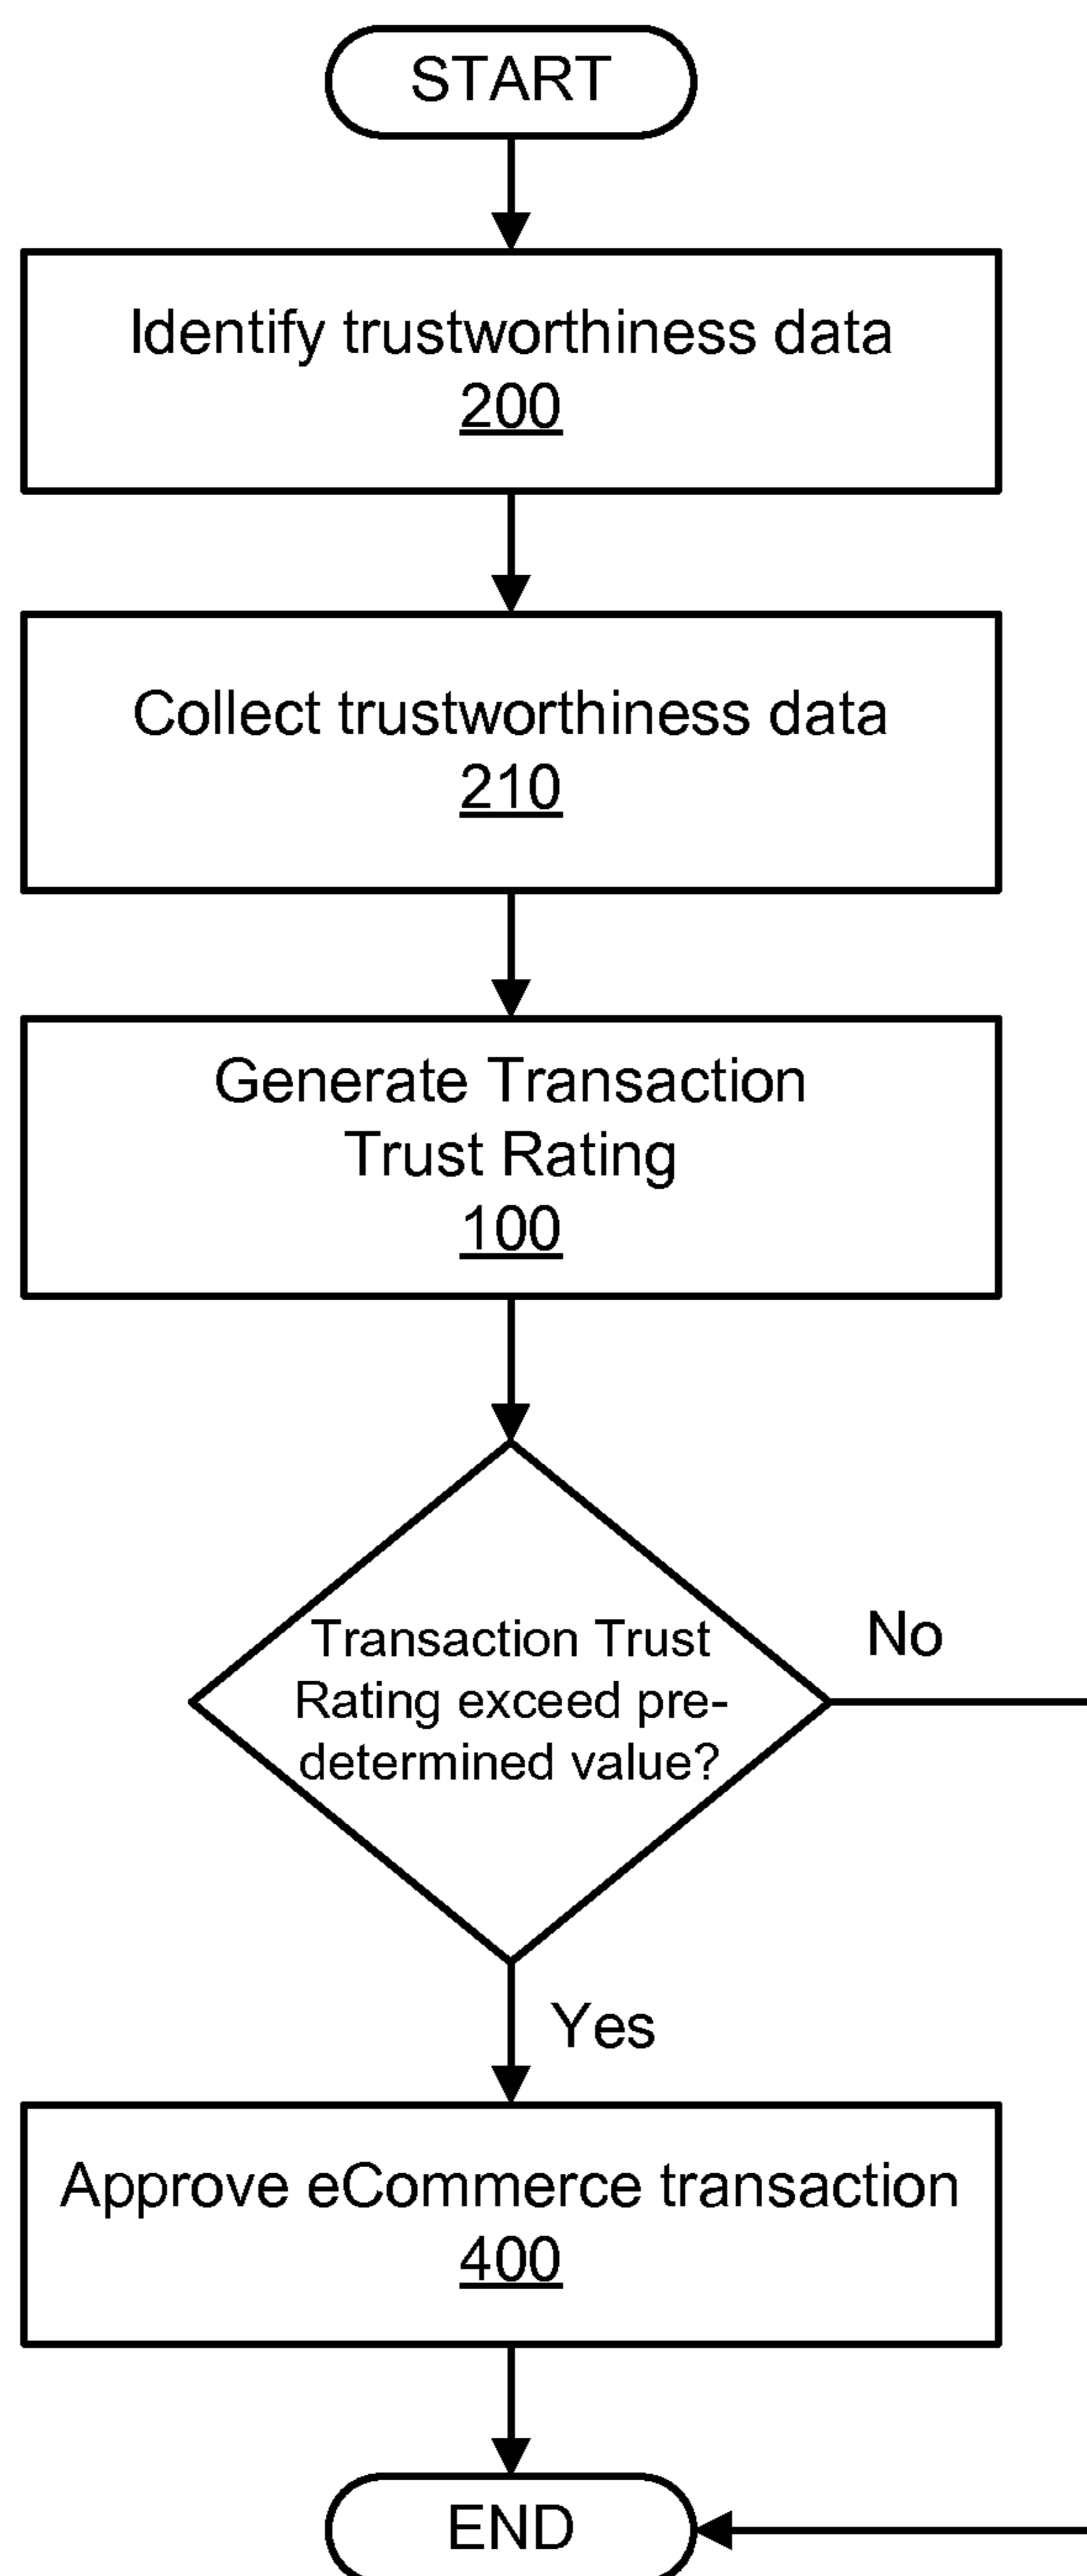 START
Identify trustworthiness data
200
Collect trustworthiness data
210
Generate Transaction
Trust Rating
100
Transaction Trust
Rating exceed pre-
determined value?
No
Yes
Approve eCommerce transaction
400
END